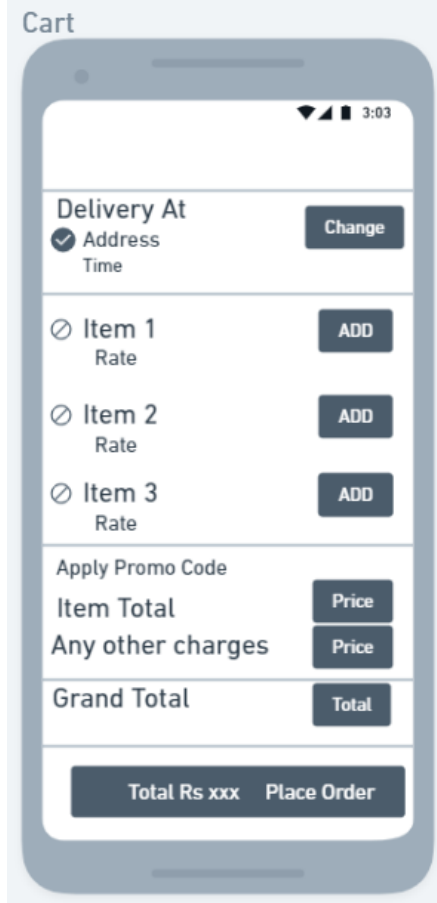 Cart
3:03
Delivery At
Address
Change
Time
Item 1
ADD
Rate
Item 2
ADD
Rate
Item 3
ADD
Rate
Apply Promo Code
Item Total
Price
Any other charges
Price
Grand Total
Total
Total Rs xxx Place Order